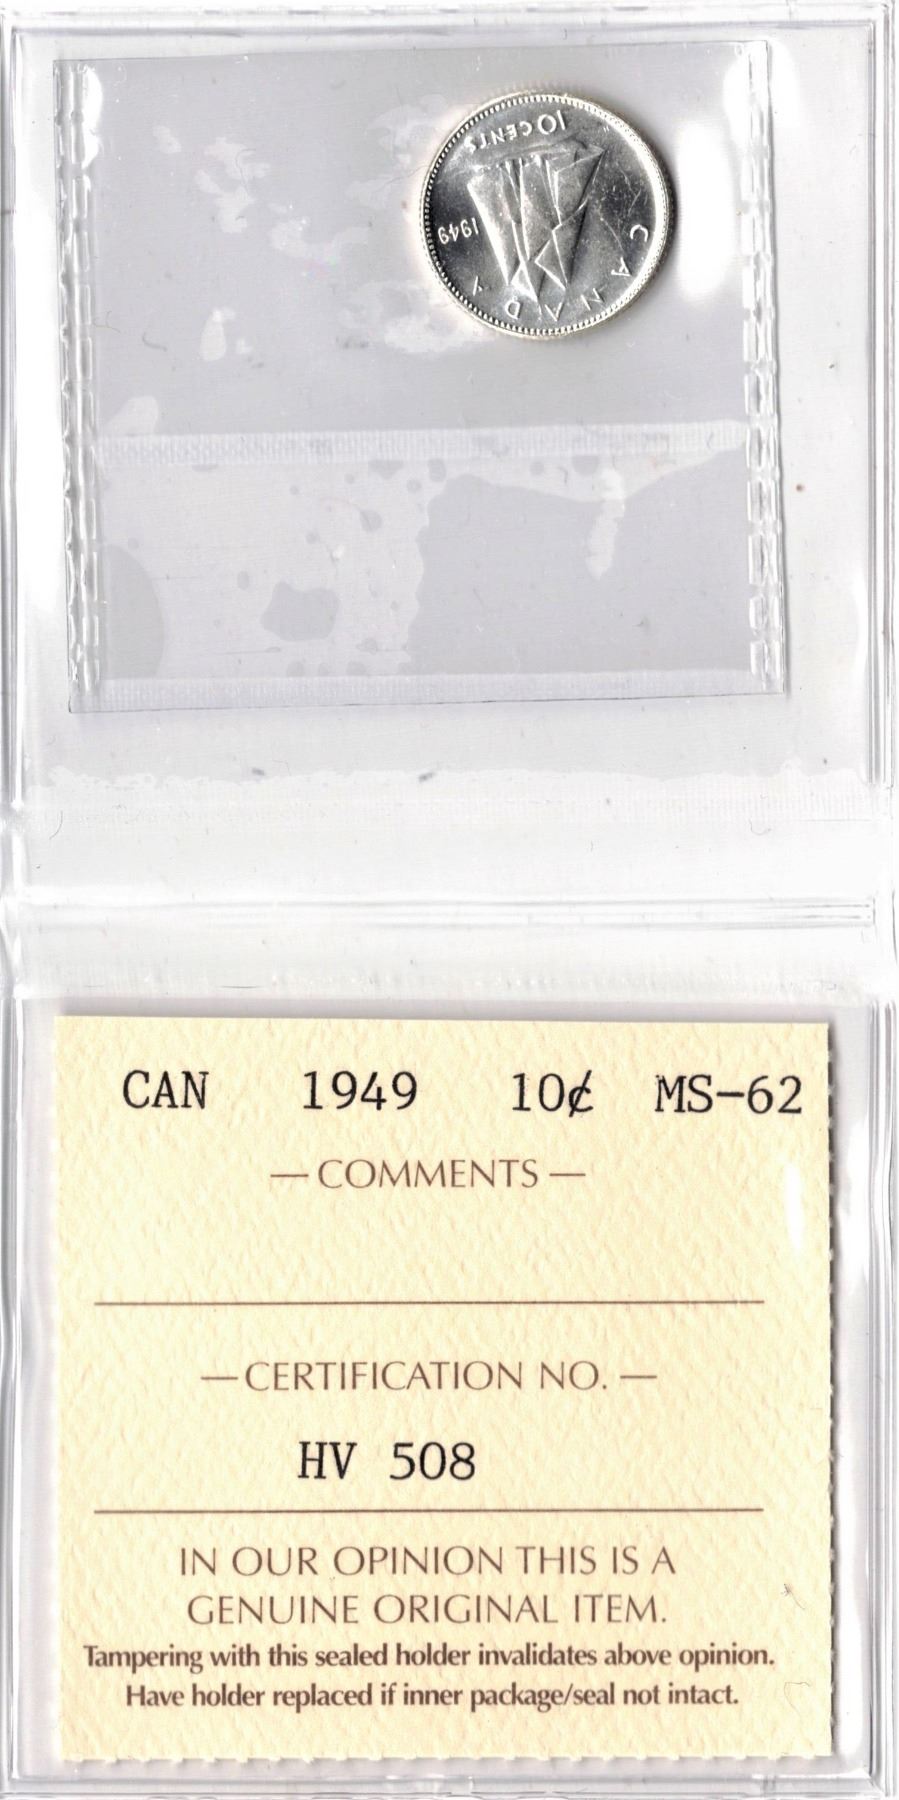 10 CENTS
1949
CANADA
CAN 1949 10¢ MS-62
— COMMENTS —
— CERTIFICATION NO. —
HV 508
IN OUR OPINION THIS IS A
GENUINE ORIGINAL ITEM.
Tampering with this sealed holder invalidates above opinion.
Have holder replaced if inner package/seal not intact.